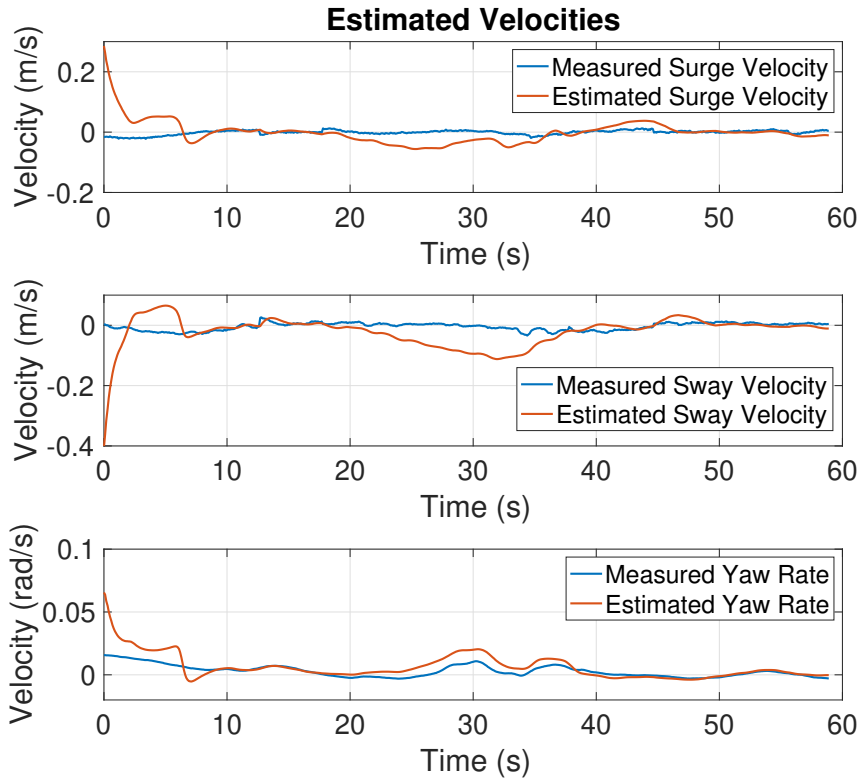 Estimated Velocities
Velocity (m/s)
0.2
0
-0.2
Measured Surge Velocity
Estimated Surge Velocity
0 10 20 30 40 50 60
Time (s)
Velocity (m/s)
0
-0.2
-0.4
Measured Sway Velocity
Estimated Sway Velocity
0 10 20 30 40 50 60
Time (s)
Velocity (rad/s)
0.1
0.05
0
Measured Yaw Rate
Estimated Yaw Rate
0 10 20 30 40 50 60
Time (s)